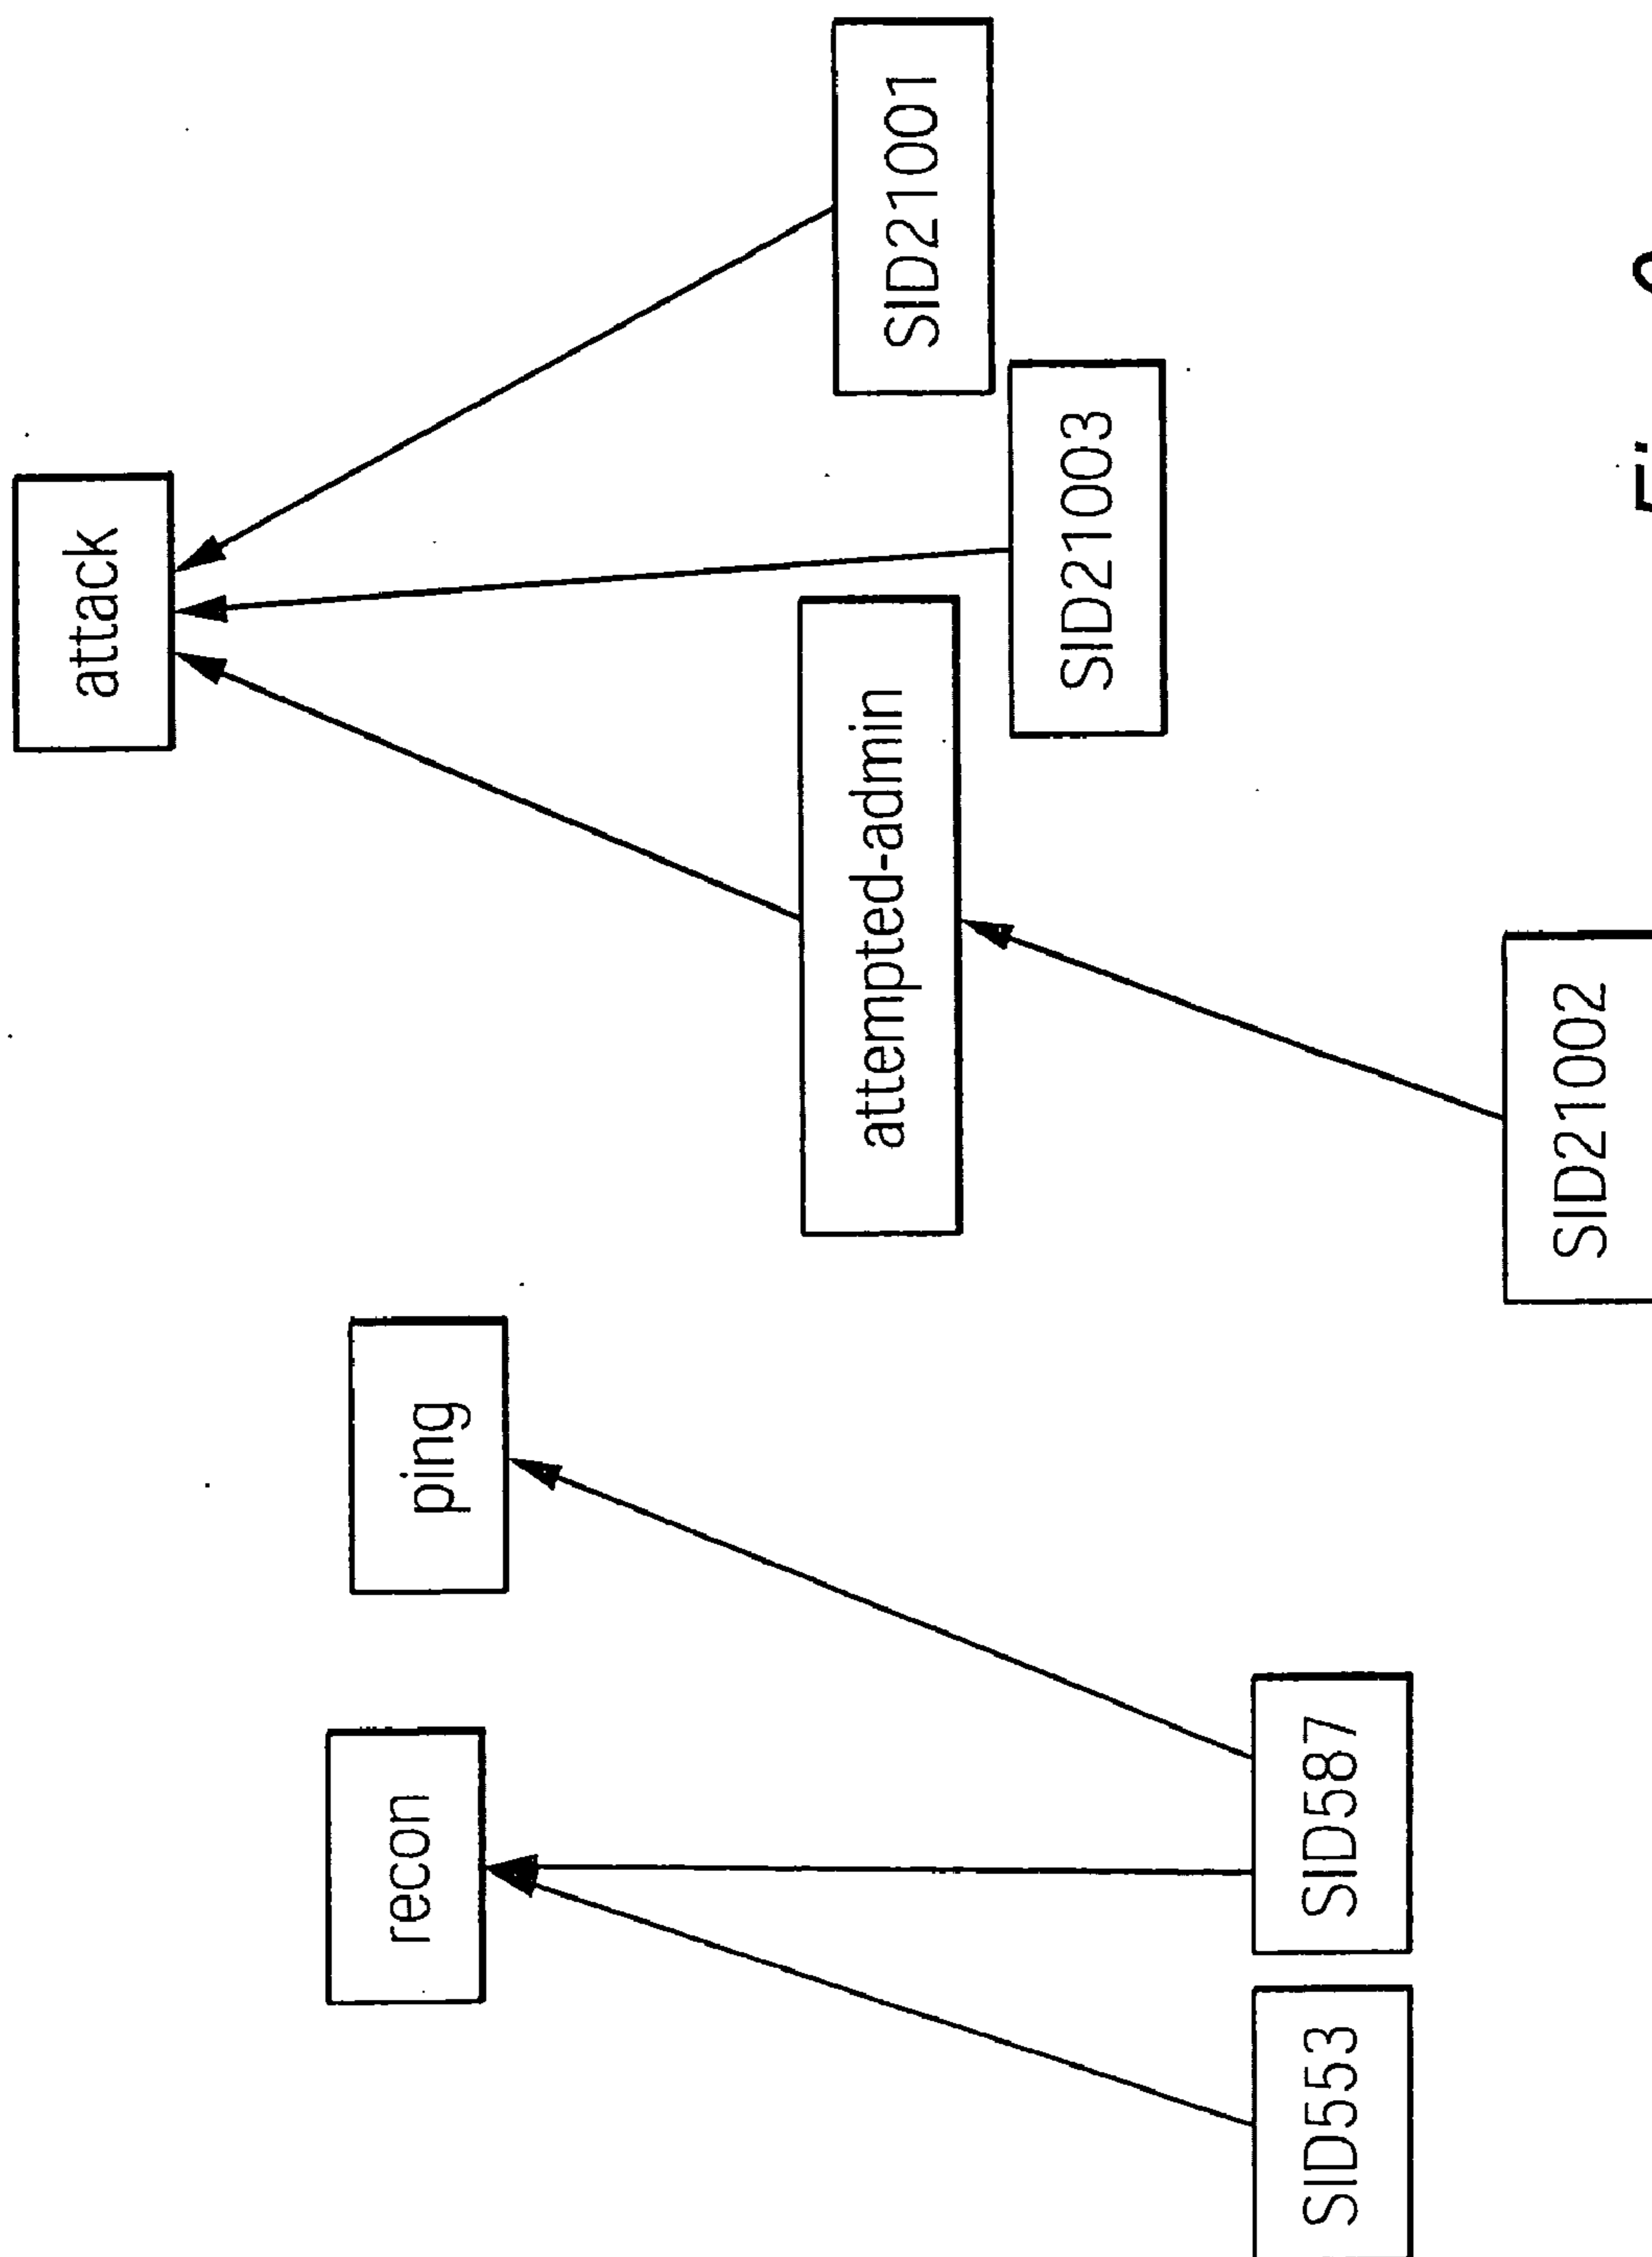 attack
recon
ping
attempted-admin
SID21001
SID21003
SID553
SID587
SID21002